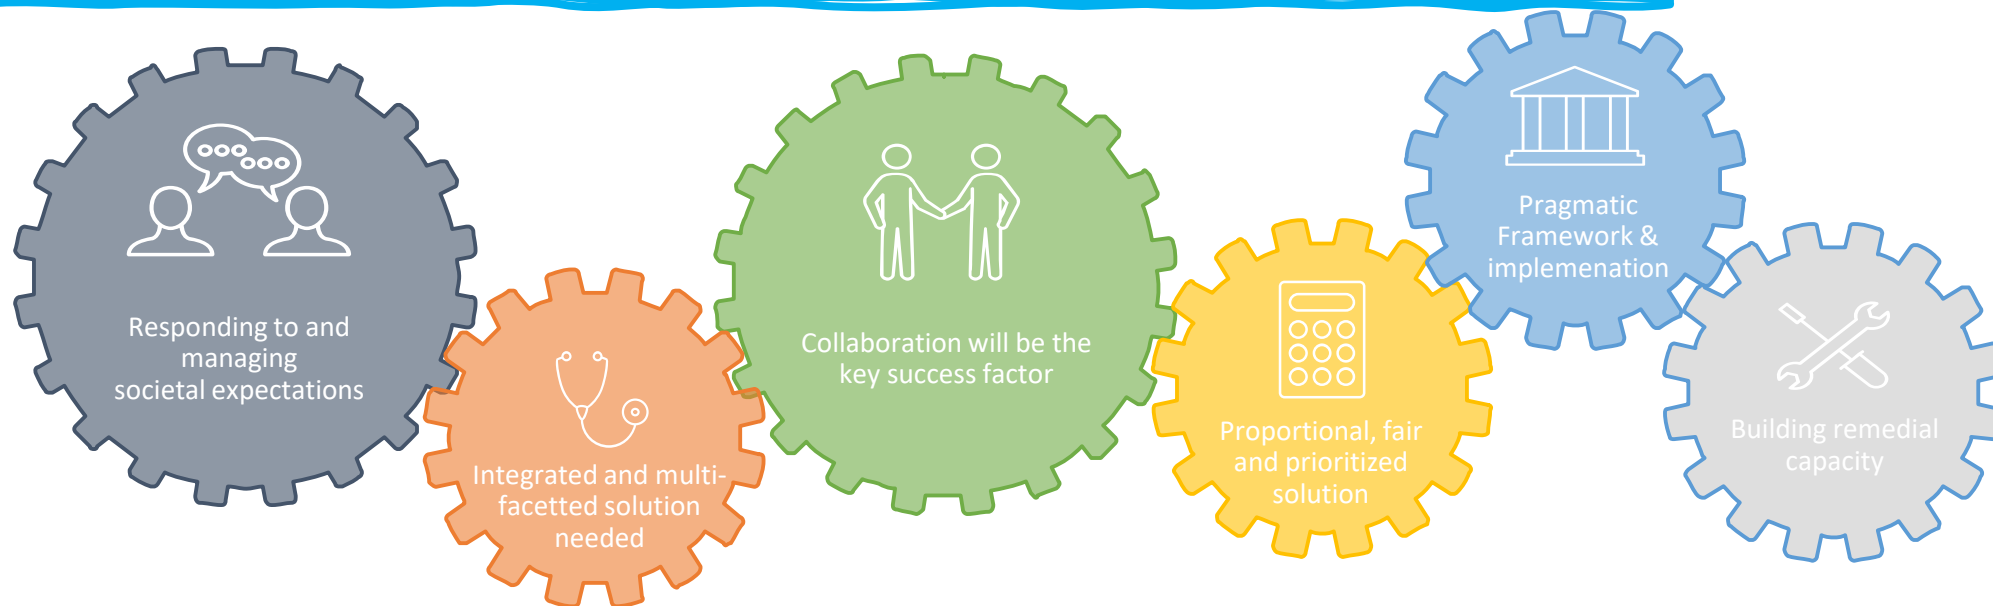 Responding to and
managing
societal expectations
Integrated and multi-
facetted solution
needed
Collaboration will be the
key success factor
Proportional, fair
and prioritized
solution
Pragmatic
Framework &
implemenation
Building remedial
capacity